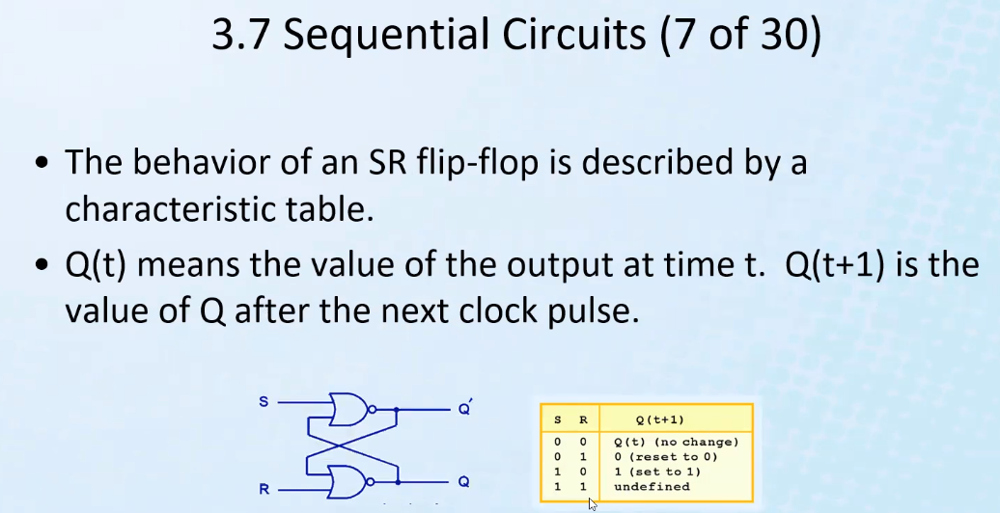 3.7 Sequential Circuits (7 of 30)
• The behavior of an SR flip-flop is described by a
characteristic table.
• Q(t) means the value of the output at time t. Q(t+1) is the
value of Q after the next clock pulse.
S
Q′
R
Q
S R Q(t+1)
0 0 Q(t) (no change)
0 1 0 (reset to 0)
1 0 1 (set to 1)
1 1 undefined